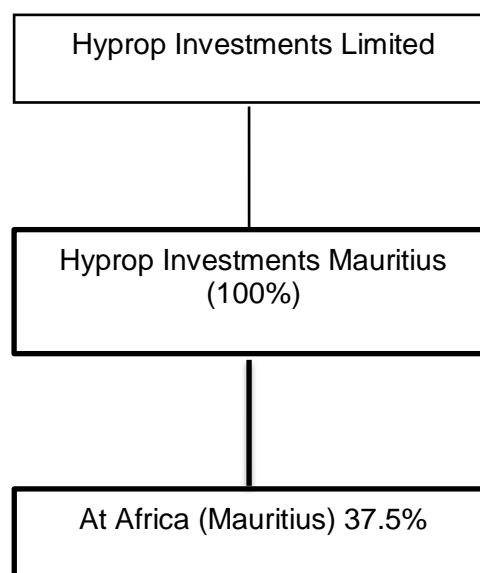 Hyprop Investments Limited
Hyprop Investments Mauritius
(100%)
At Africa (Mauritius) 37.5%